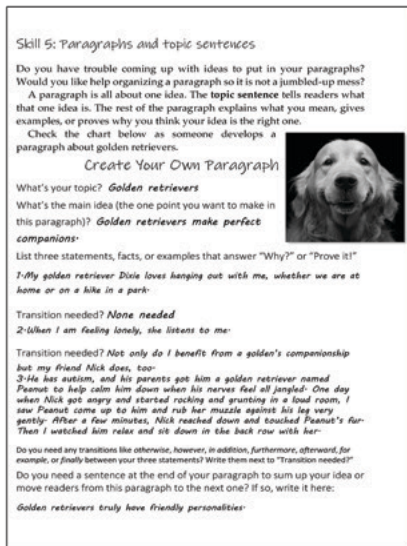 Skill 5: Paragraphs and topic sentences
Do you have trouble coming up with ideas to put in your paragraphs?
Would you like help organizing a paragraph so it is not a jumbled-up mess?
A paragraph is all about one idea. The topic sentence tells readers what
that one idea is. The rest of the paragraph explains what you mean, gives
examples, or proves why you think your idea is the right one.
Check the chart below as someone develops a
paragraph about golden retrievers.
Create Your Own Paragraph
What's your topic? Golden retrievers
What's the main idea (the one point you want to make in
this paragraph)? Golden retrievers make perfect
companions.
List three statements, facts, or examples that answer "Why?" or "Prove it!"
1.My golden retriever Dixie loves hanging out with me, whether we are at
home or on a hike in a park.
Transition needed? None needed
2.When I am feeling lonely, she listens to me.
Transition needed? Not only do I benefit from a golden's companionship
but my friend Nick does, too.
3.He has autism, and his parents got him a golden retriever named
Peanut to help calm him down when his nerves feel all jangled. One day
when Nick got angry and started rocking and grunting in a loud room, I
saw Peanut come up to him and rub her muzzle against his leg very
gently. After a few minutes, Nick reached down and touched Peanut's fur.
Then I watched him relax and sit down in the back row with her.
Do you need any transitions like otherwise, however, in addition, furthermore, afterward, for
example, or finally between your three statements? Write them next to "Transition needed?"
Do you need a sentence at the end of your paragraph to sum up your idea or
move readers from this paragraph to the next one? If so, write it here:
Golden retrievers truly have friendly personalities.